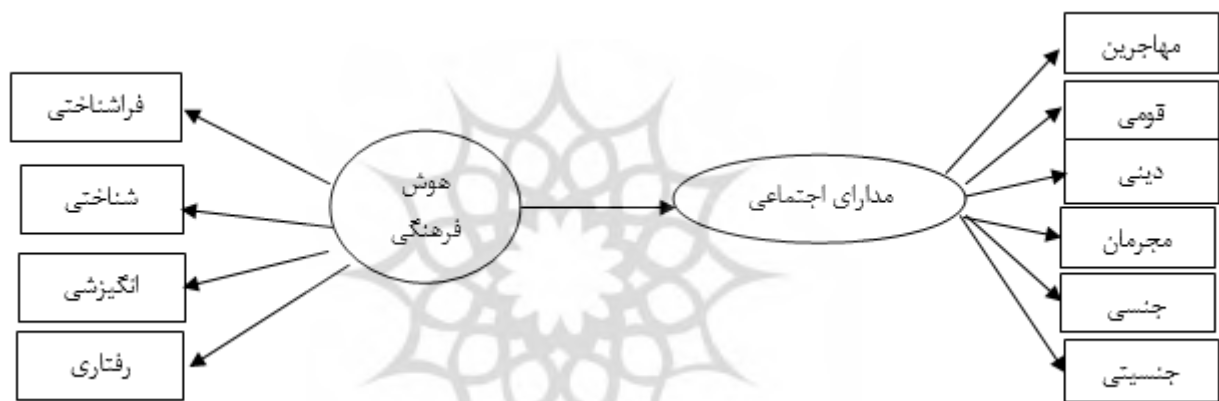 مهاجرین
قومی
دینی
مجرمان
جنسی
جنسیتی
مدارای اجتماعی
هوش
فرهنگی
فراشناختی
شناختی
انگیزشی
رفتاری